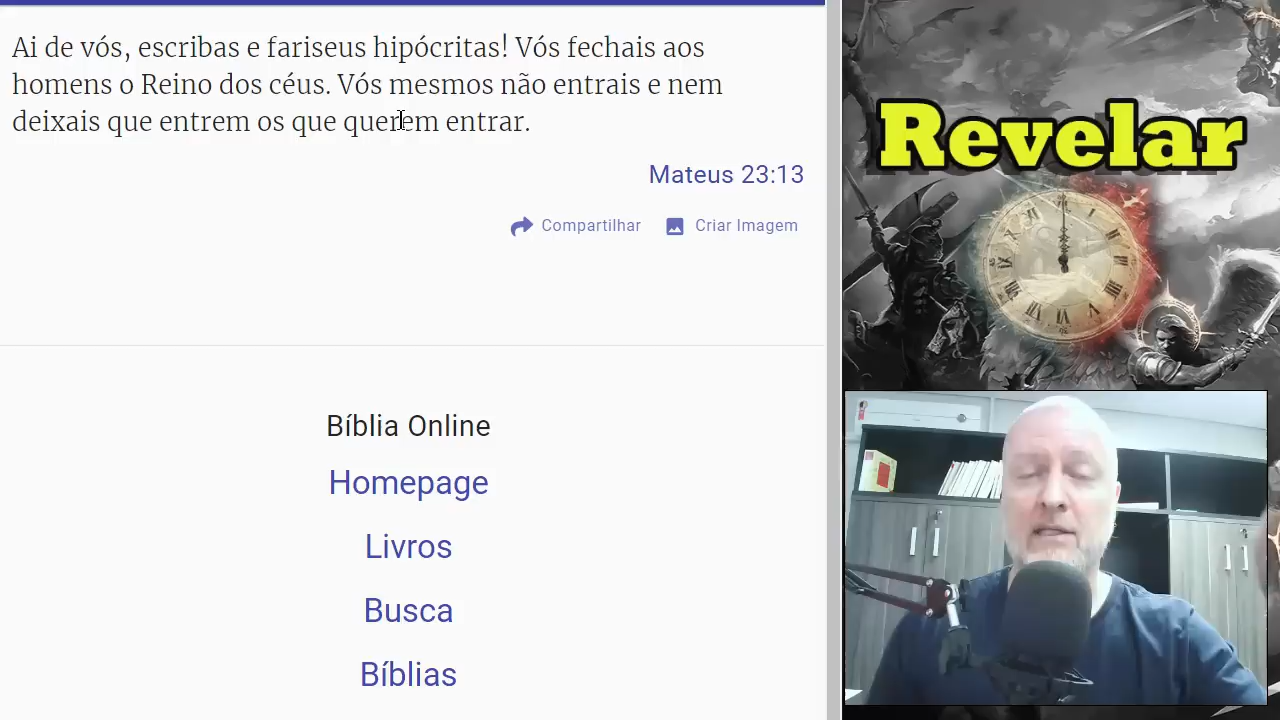 Ai de vós, escribas e fariseus hipócritas! Vós fechais aos
homens o Reino dos céus. Vós mesmos não entrais e nem
deixais que entrem os que querem entrar.
Mateus 23:13
Compartilhar
Criar Imagem
Bíblia Online
Homepage
Livros
Busca
Bíblias
Revelar